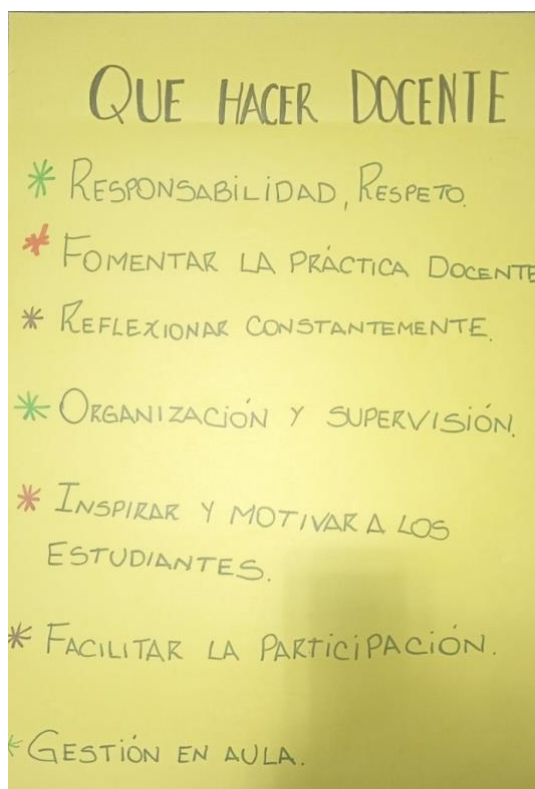 QUE HACER DOCENTE
* RESPONSABILIDAD, RESPETO.
* FOMENTAR LA PRÁCTICA DOCENTE
* REFLEXIONAR CONSTANTEMENTE.
* ORGANIZACIÓN Y SUPERVISIÓN.
* INSPIRAR Y MOTIVAR A LOS
ESTUDIANTES.
* FACILITAR LA PARTICIPACIÓN.
* GESTIÓN EN AULA.